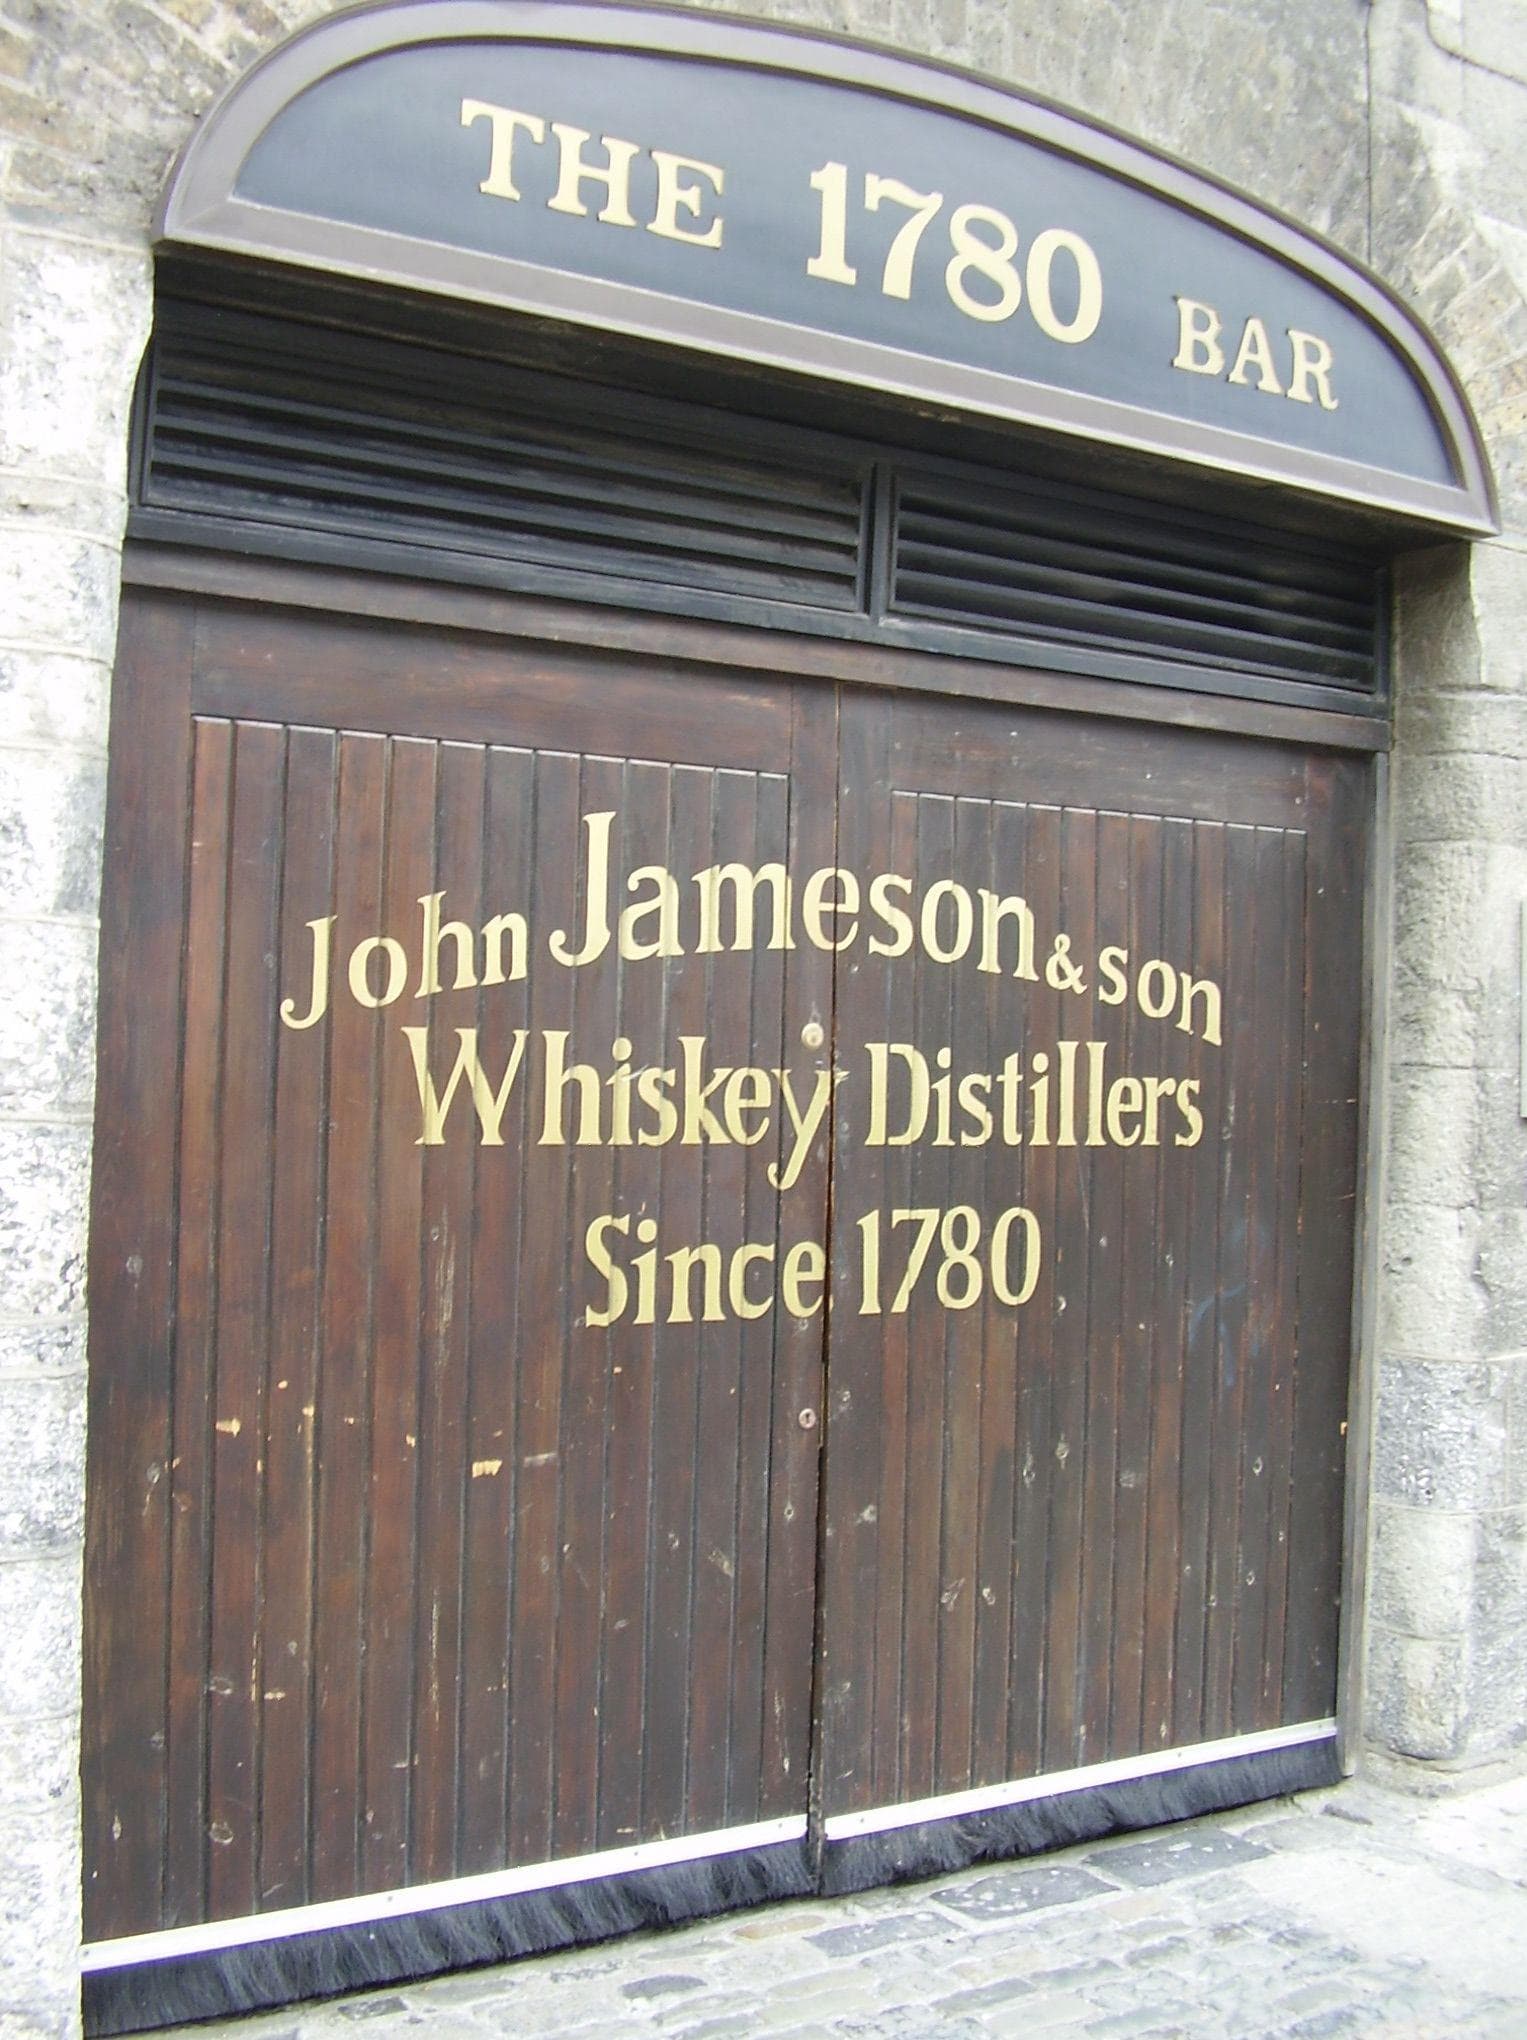 THE 1780 BAR
John Jameson & son
Whiskey Distillers
Since 1780